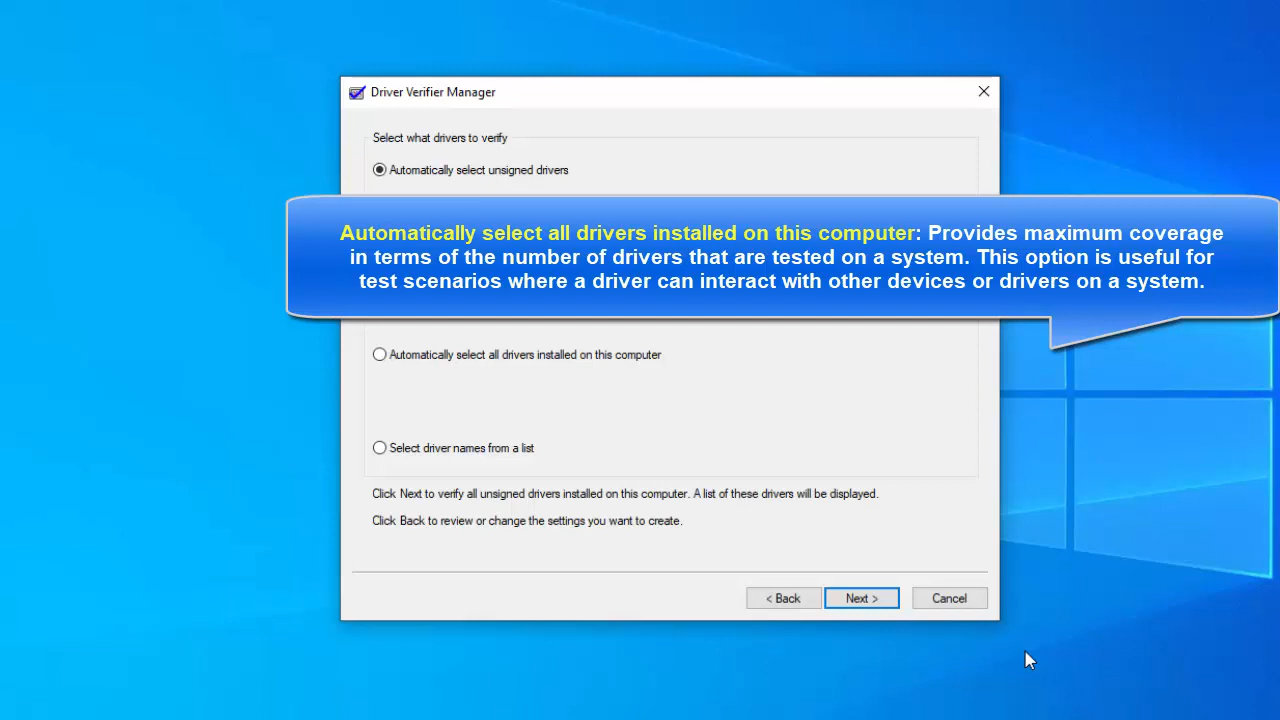 Driver Verifier Manager
Select what drivers to verify
Automatically select unsigned drivers
Automatically select all drivers installed on this computer: Provides maximum coverage
in terms of the number of drivers that are tested on a system. This option is useful for
test scenarios where a driver can interact with other devices or drivers on a system.
Automatically select all drivers installed on this computer
Select driver names from a list
Click Next to verify all unsigned drivers installed on this computer. A list of these drivers will be displayed.
Click Back to review or change the settings you want to create.
< Back Next > Cancel